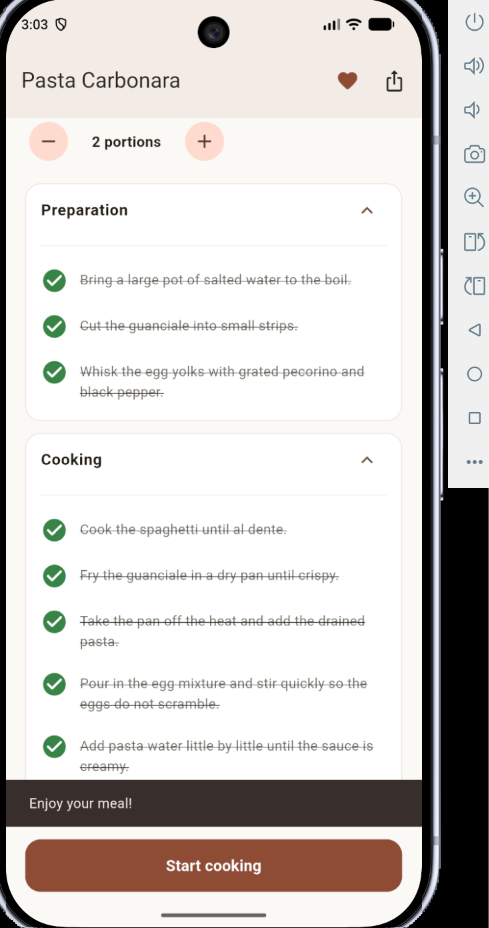 3:03
Pasta Carbonara
2 portions
Preparation
Bring a large pot of salted water to the boil.
Cut the guanciale into small strips.
Whisk the egg yolks with grated pecorino and
black pepper.
Cooking
Cook the spaghetti until al dente.
Fry the guanciale in a dry pan until crispy.
Take the pan off the heat and add the drained
pasta.
Pour in the egg mixture and stir quickly so the
eggs do not scramble.
Add pasta water little by little until the sauce is
creamy.
Enjoy your meal!
Start cooking